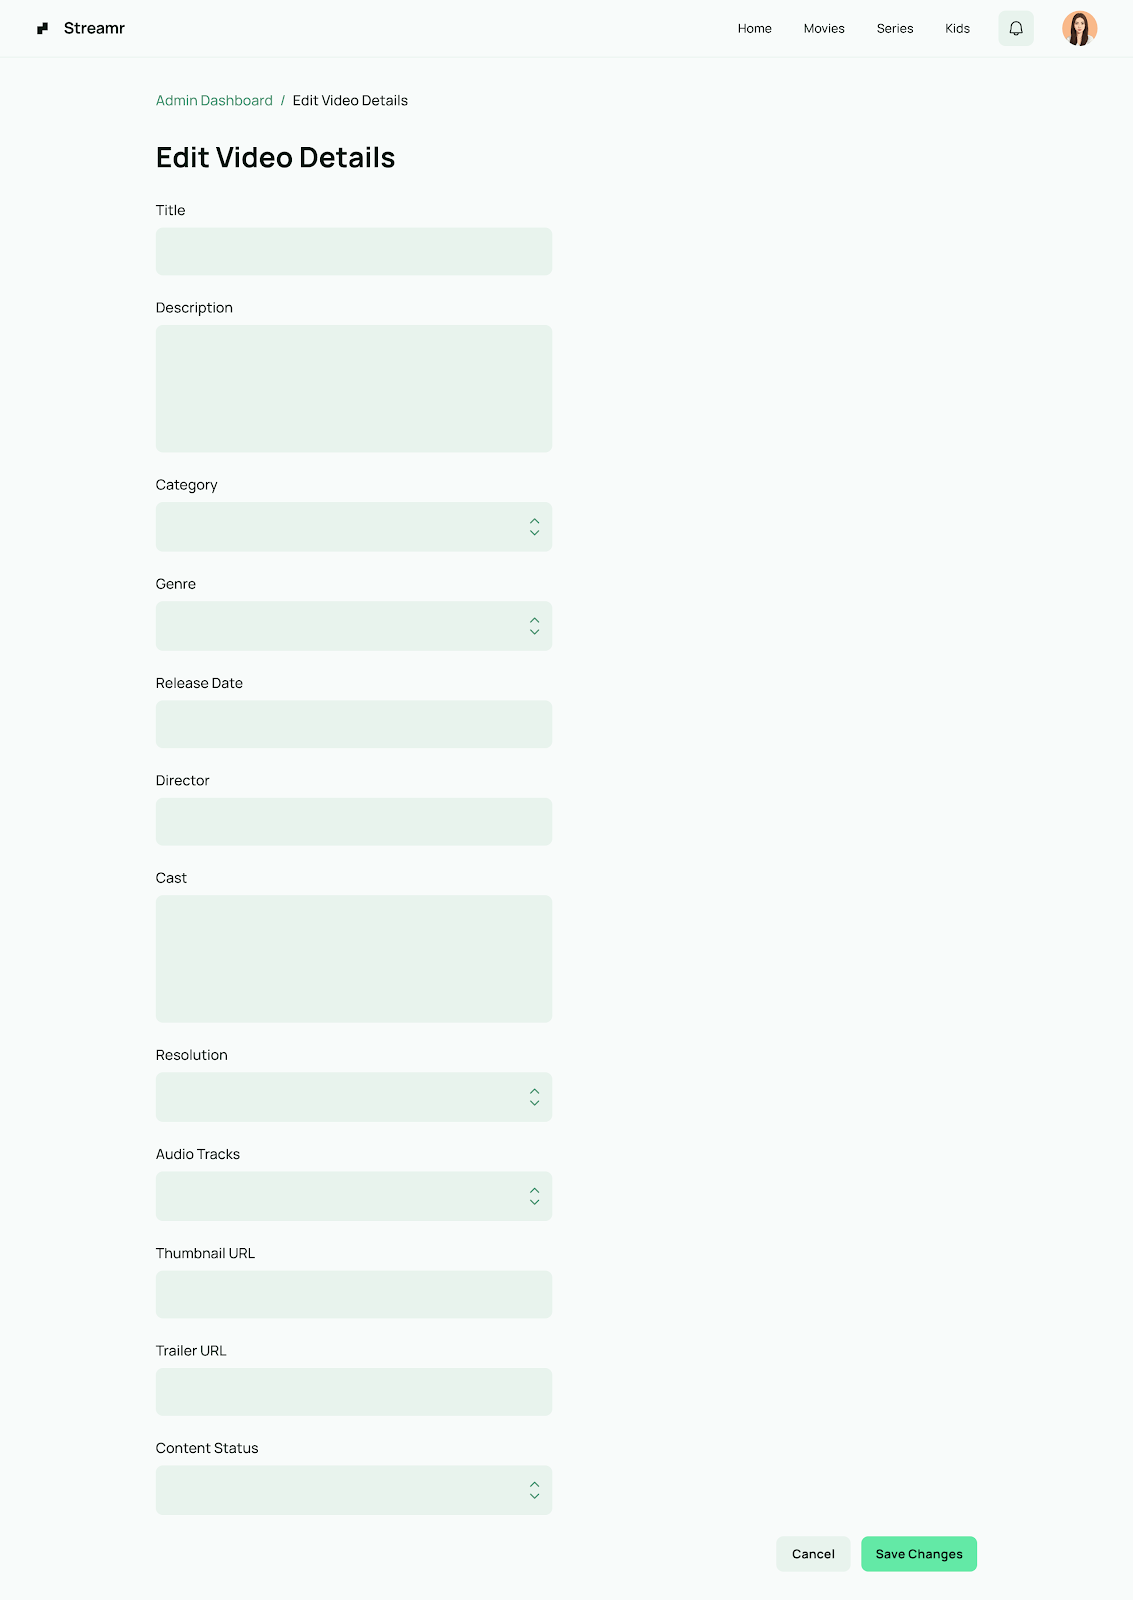 Streamr
Home Movies Series Kids
Admin Dashboard / Edit Video Details
Edit Video Details
Title
Description
Category
Genre
Release Date
Director
Cast
Resolution
Audio Tracks
Thumbnail URL
Trailer URL
Content Status
Cancel Save Changes